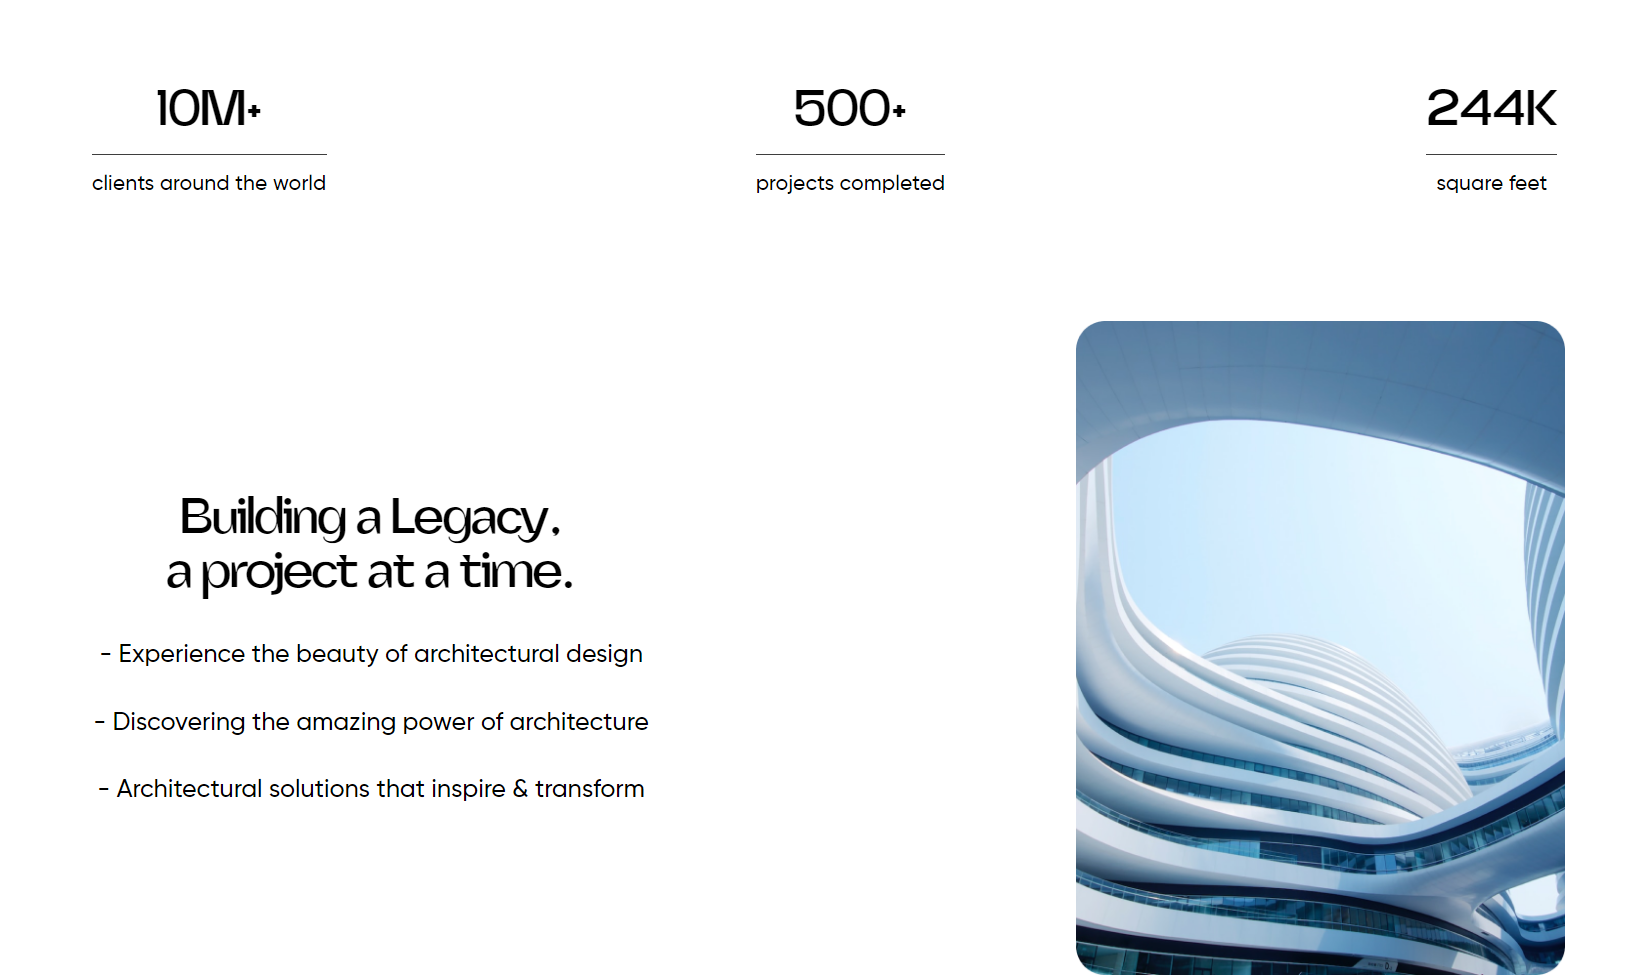 10M+
500+
244K
clients around the world
projects completed
square feet
Building a Legacy,
a project at a time.
- Experience the beauty of architectural design
- Discovering the amazing power of architecture
- Architectural solutions that inspire & transform